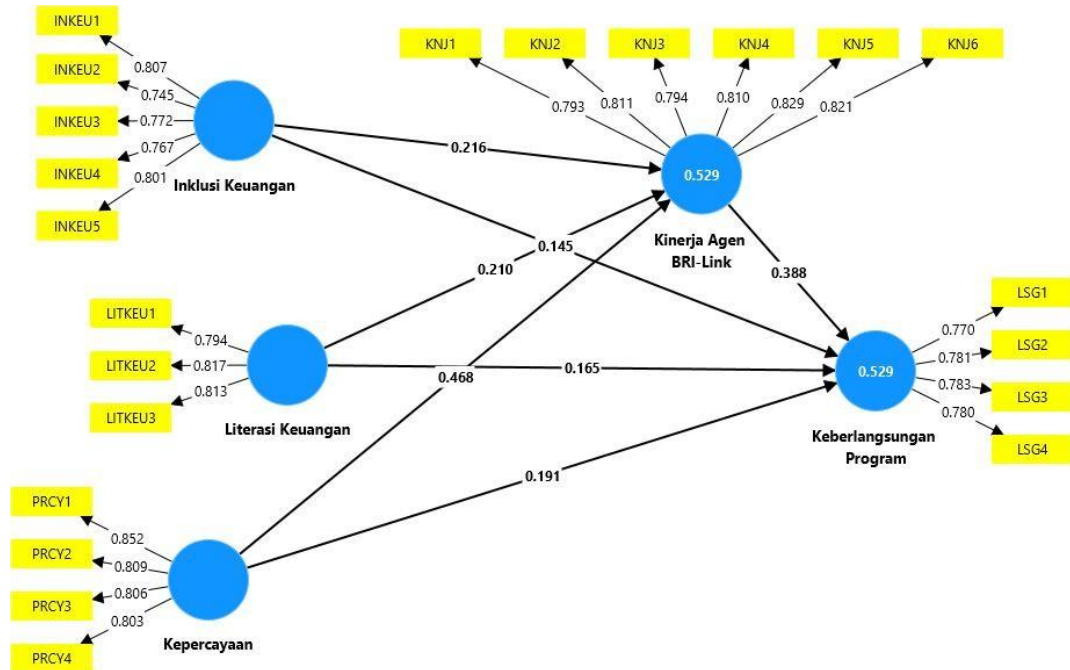 INKEU1
INKEU2
INKEU3
INKEU4
INKEU5
0.807
0.745
0.772
0.767
0.801
Inklusi Keuangan
KNJ1
KNJ2
KNJ3
KNJ4
KNJ5
KNJ6
0.793
0.811
0.794
0.810
0.829
0.821
0.529
Kinerja Agen
BRI-Link
0.216
0.145
0.210
0.388
LITKEU1
LITKEU2
LITKEU3
0.794
0.817
0.813
Literasi Keuangan
0.468
0.165
0.529
Keberlangsungan
Program
LSG1
LSG2
LSG3
LSG4
0.770
0.781
0.783
0.780
0.191
PRCY1
PRCY2
PRCY3
PRCY4
0.852
0.809
0.806
0.803
Kepercayaan